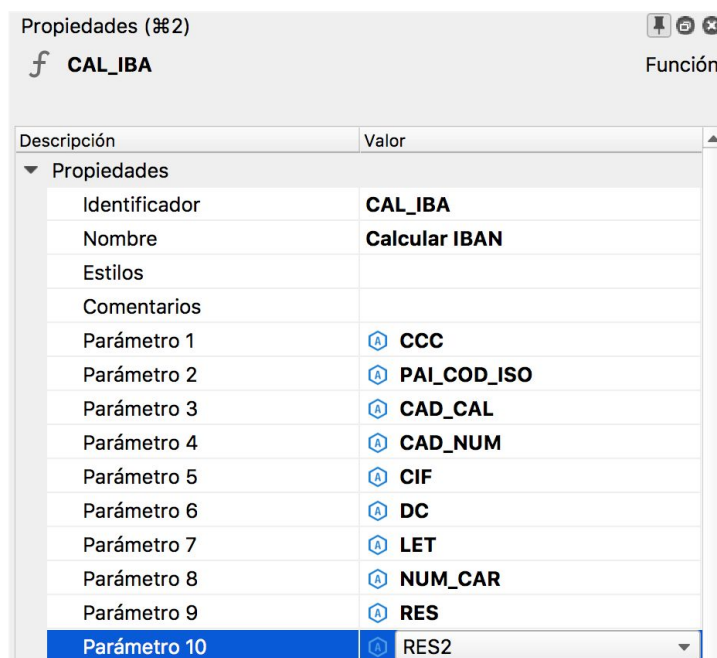 Propiedades (⌘2)
f CAL_IBA Función
Descripción Valor
Propiedades
Identificador CAL_IBA
Nombre Calcular IBAN
Estilos
Comentarios
Parámetro 1 CCC
Parámetro 2 PAI_COD_ISO
Parámetro 3 CAD_CAL
Parámetro 4 CAD_NUM
Parámetro 5 CIF
Parámetro 6 DC
Parámetro 7 LET
Parámetro 8 NUM_CAR
Parámetro 9 RES
Parámetro 10 RES2